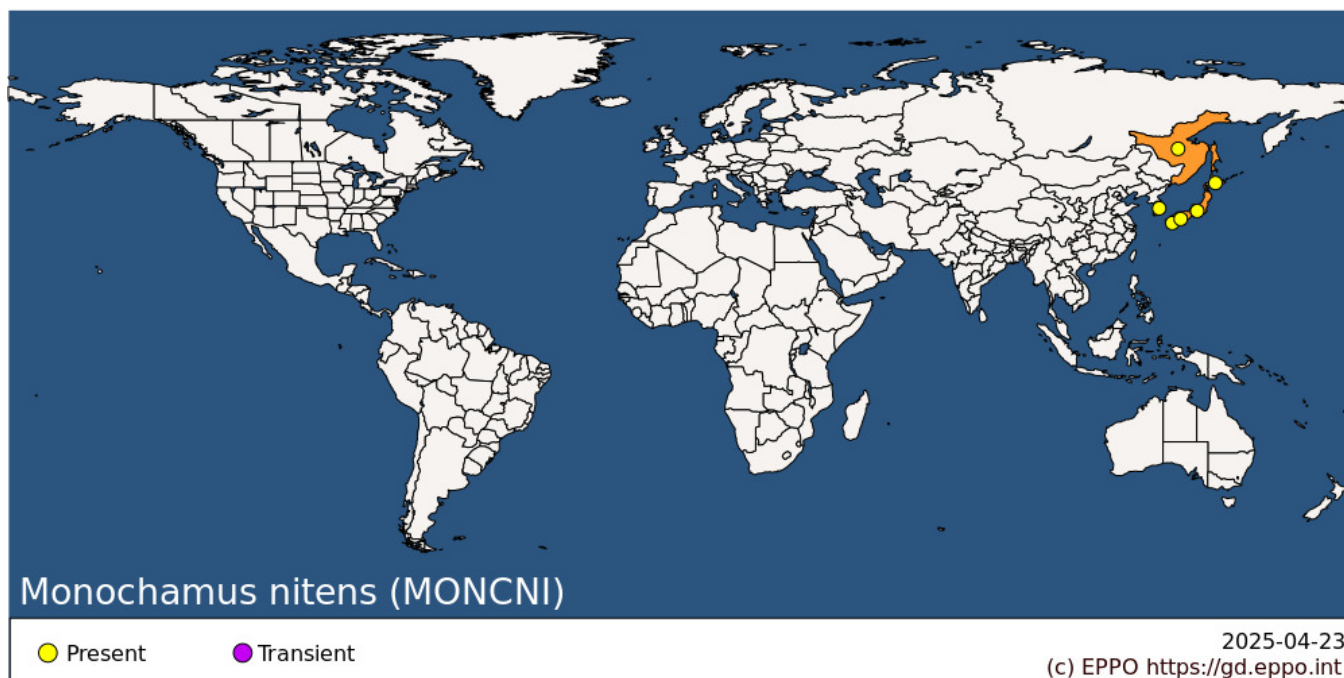 Monochamus nitens (MONCNI)
Present
Transient
2025-04-23
(c) EPPO https://gd.eppo.int